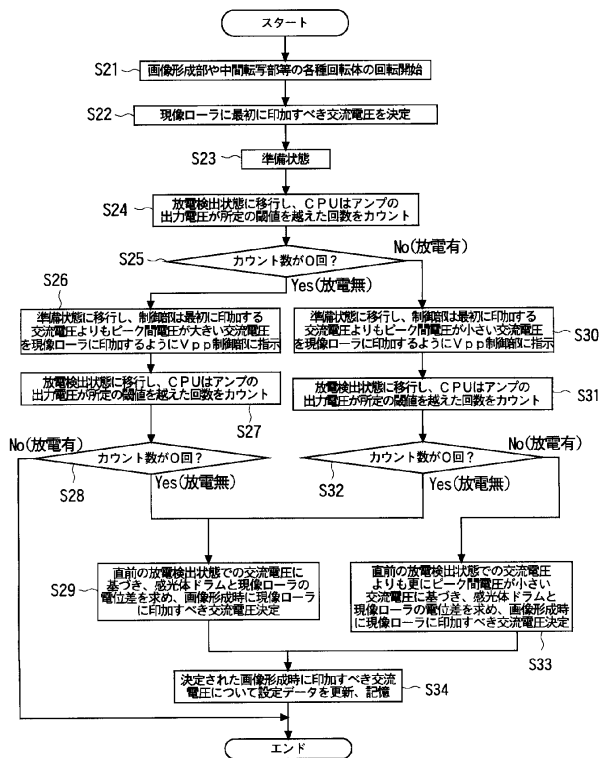 スタート
S21
画像形成部や中間転写部等の各種回転体の回転開始
S22
現像ローラに最初に印加すべき交流電圧を決定
S23
準備状態
S24
放電検出状態に移行し、CPUはアンプの
出力電圧が所定の閾値を越えた回数をカウント
S25
カウント数が0回?
No(放電有)
Yes(放電無)
S26
準備状態に移行し、制御部は最初に印加する
交流電圧よりもピーク間電圧が大きい交流電圧
を現像ローラに印加するようにVpp制御部に指示
準備状態に移行し、制御部は最初に印加する
交流電圧よりもピーク間電圧が小さい交流電圧
を現像ローラに印加するようにVpp制御部に指示
S30
放電検出状態に移行し、CPUはアンプの
出力電圧が所定の閾値を越えた回数をカウント
S27
放電検出状態に移行し、CPUはアンプの
出力電圧が所定の閾値を越えた回数をカウント
S31
No(放電有)
カウント数が0回?
S28
Yes(放電無)
カウント数が0回?
No(放電有)
S32
Yes(放電無)
S29
直前の放電検出状態での交流電圧に
基づき、感光体ドラムと現像ローラの
電位差を求め、画像形成時に現像ローラ
に印加すべき交流電圧決定
直前の放電検出状態での交流電圧
よりも更にピーク間電圧が小さい
交流電圧に基づき、感光体ドラムと
現像ローラの電位差を求め、画像形成時
に現像ローラに印加すべき交流電圧決定
S33
決定された画像形成時に印加すべき交流
電圧について設定データを更新、記憶
S34
エンド